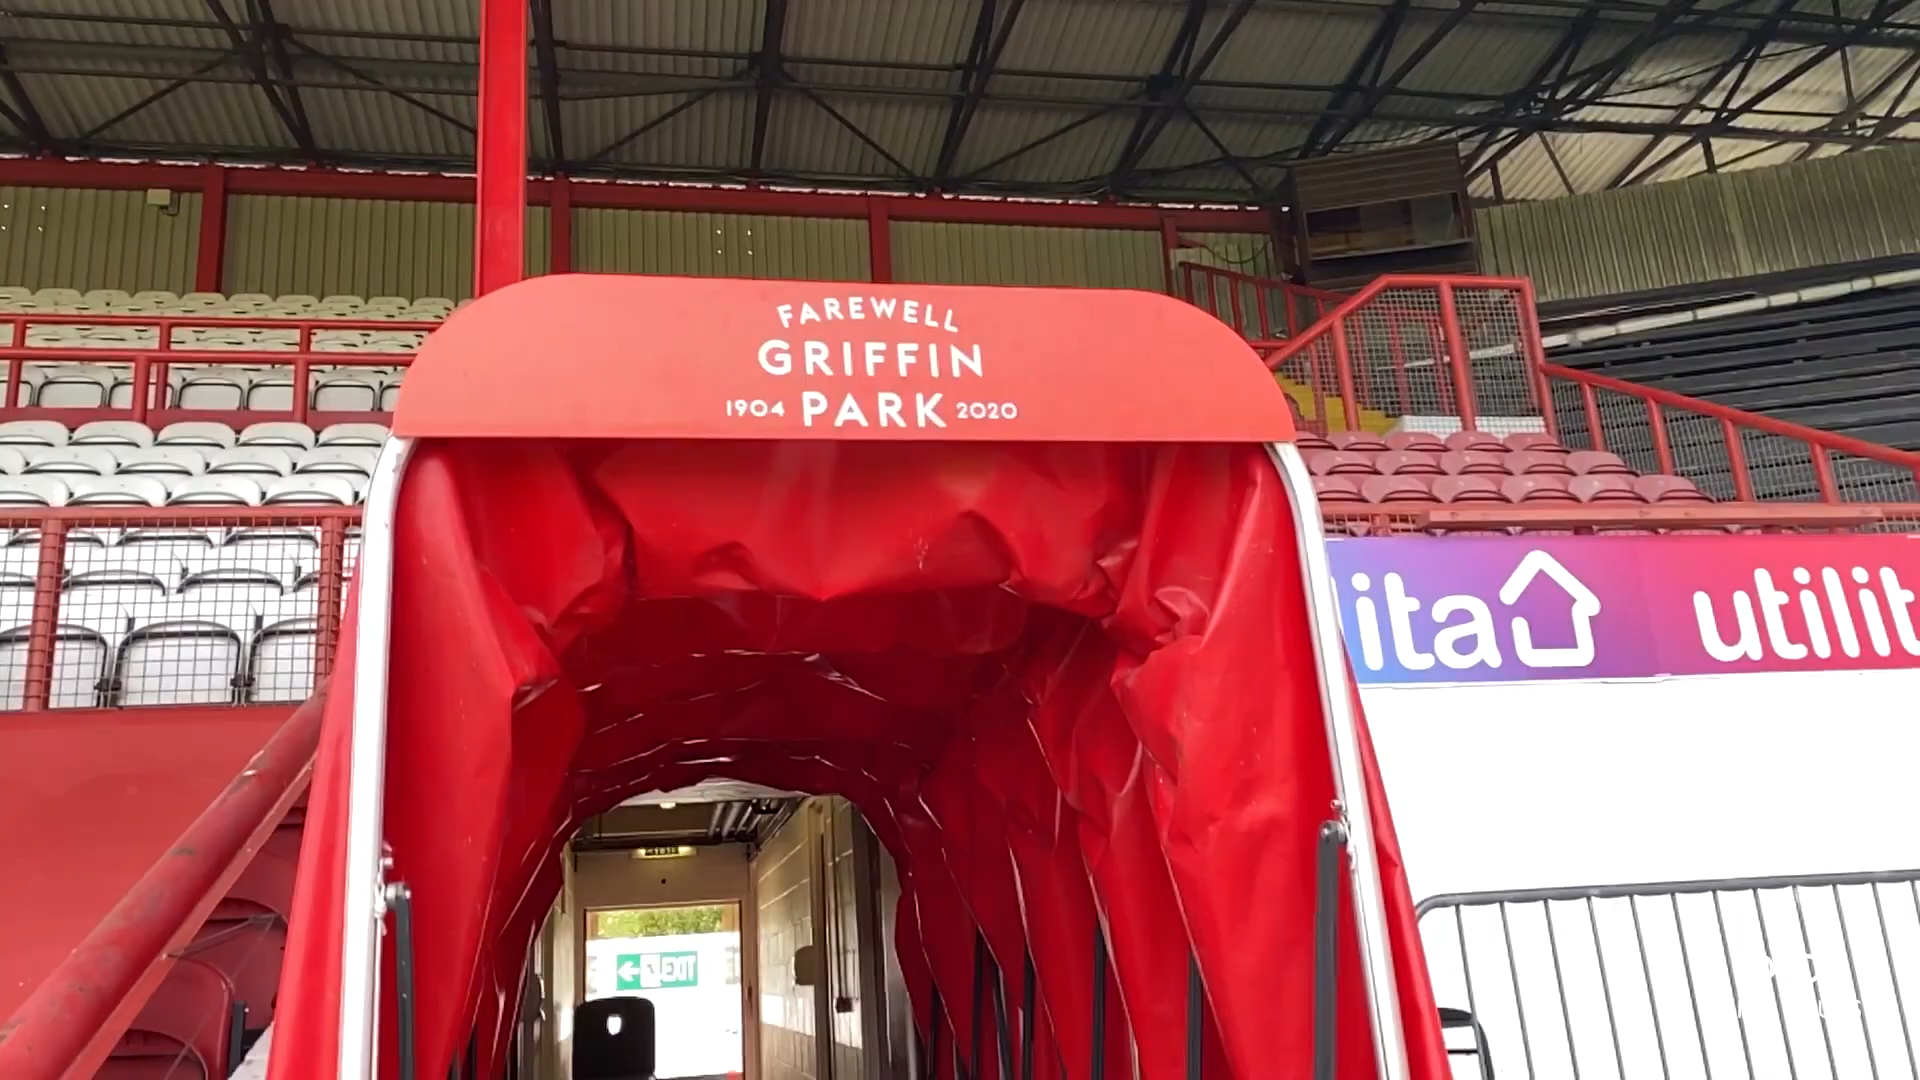 FAREWELL
GRIFFIN
1904 PARK 2020
ita utilit
EXIT